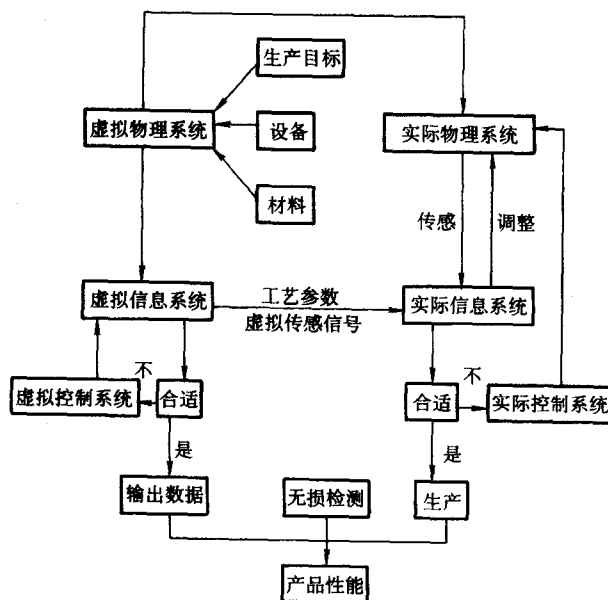 生产目标
虚拟物理系统
设备
实际物理系统
材料
传感
调整
虚拟信息系统
工艺参数
虚拟传感信号
实际信息系统
不
虚拟控制系统
合适
合适
不
实际控制系统
是
是
输出数据
无损检测
生产
产品性能